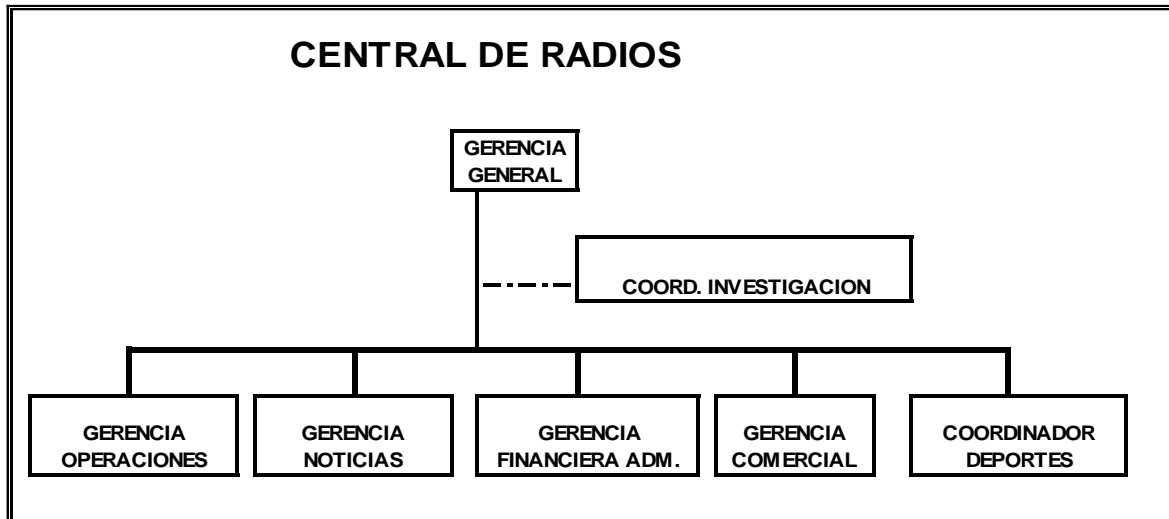 CENTRAL DE RADIOS
GERENCIA
GENERAL
COORD. INVESTIGACION
GERENCIA
OPERACIONES
GERENCIA
NOTICIAS
GERENCIA
FINANCIERA ADM.
GERENCIA
COMERCIAL
COORDINADOR
DEPORTES